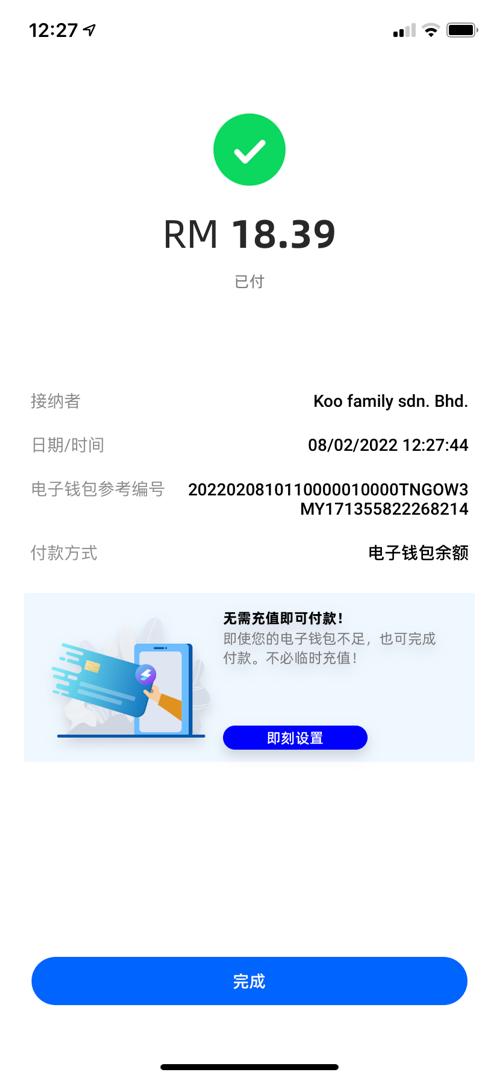 12:27
RM 18.39
已付
接纳者 Koo family sdn. Bhd.
日期/时间 08/02/2022 12:27:44
电子钱包参考编号 2022020810110000010000TNGOW3
MY171355822268214
付款方式 电子钱包余额
无需充值即可付款！
即使您的电子钱包不足，也可完成
付款。不必临时充值！
即刻设置
完成